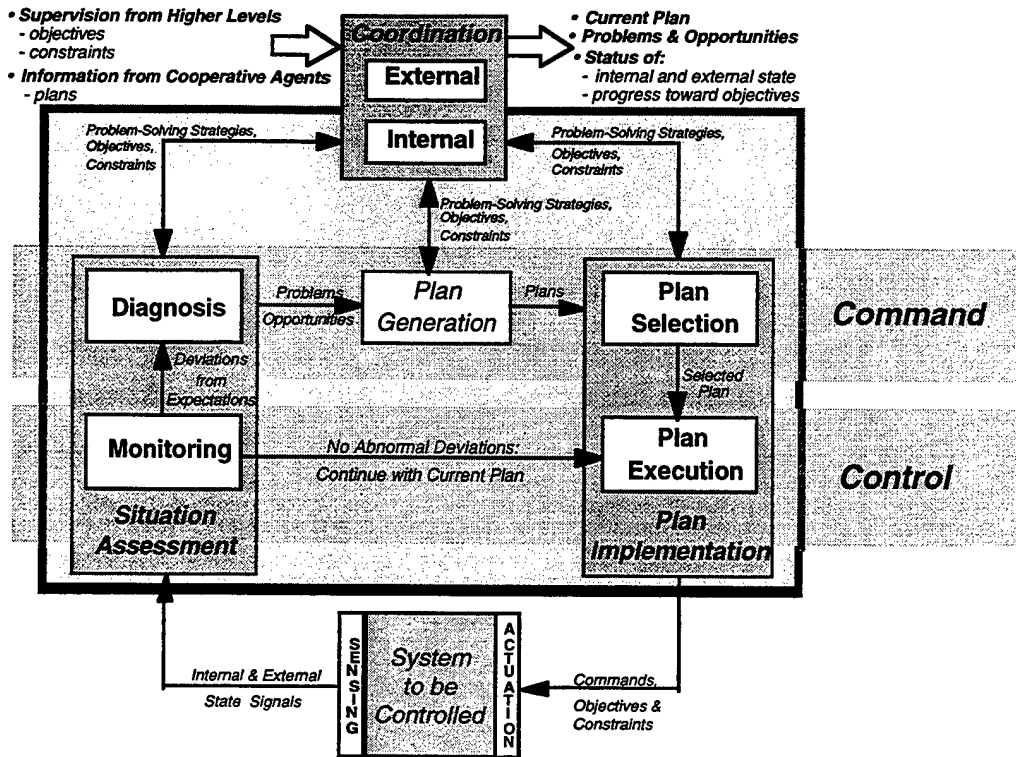 • Supervision from Higher Levels
- objectives
- constraints
• Information from Cooperative Agents
- plans
Coordination
External
Internal
• Current Plan
• Problems & Opportunities
• Status of:
- internal and external state
- progress toward objectives
Problem-Solving Strategies,
Objectives,
Constraints
Problem-Solving Strategies,
Objectives,
Constraints
Problem-Solving Strategies,
Objectives,
Constraints
Diagnosis
Problems
Opportunities
Plan
Generation
Plans
Plan
Selection
Command
Deviations
from
Expectations
Selected
Plan
Monitoring
No Abnormal Deviations:
Continue with Current Plan
Plan
Execution
Control
Situation
Assessment
Plan
Implementation
Internal & External
State Signals
SENSING
System
to be
Controlled
ACTUATION
Commands,
Objectives &
Constraints